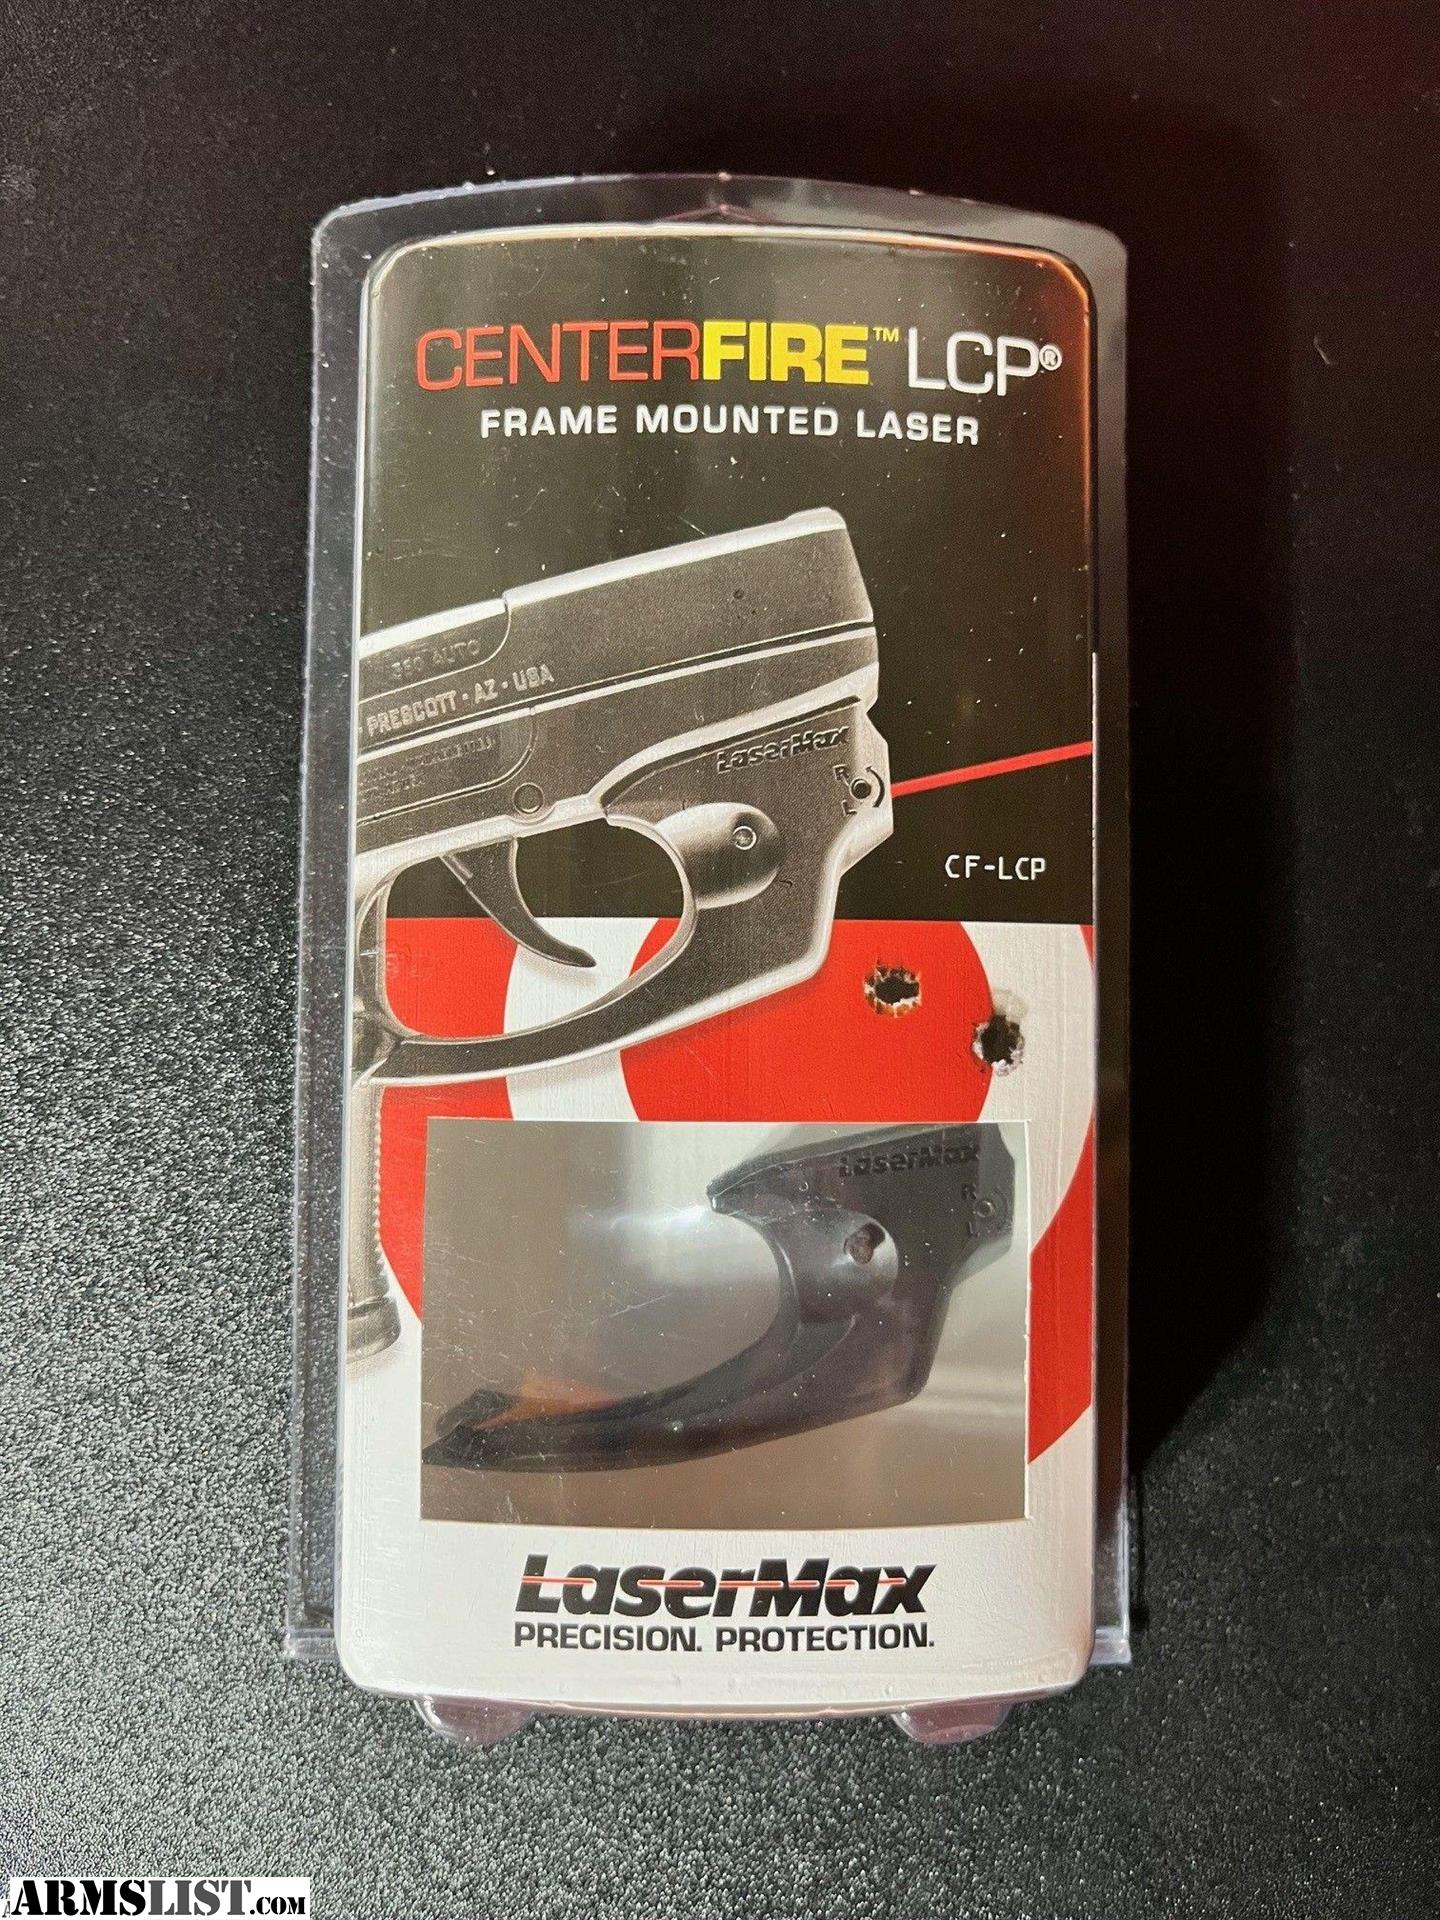 CENTERFIRE™ LCP®
FRAME MOUNTED LASER
380 AUTO
PRESCOTT · AZ · USA
LaserMax
R
L
CF-LCP
LaserMax
R
L
LaserMax
PRECISION. PROTECTION.
ARMSLIST.com